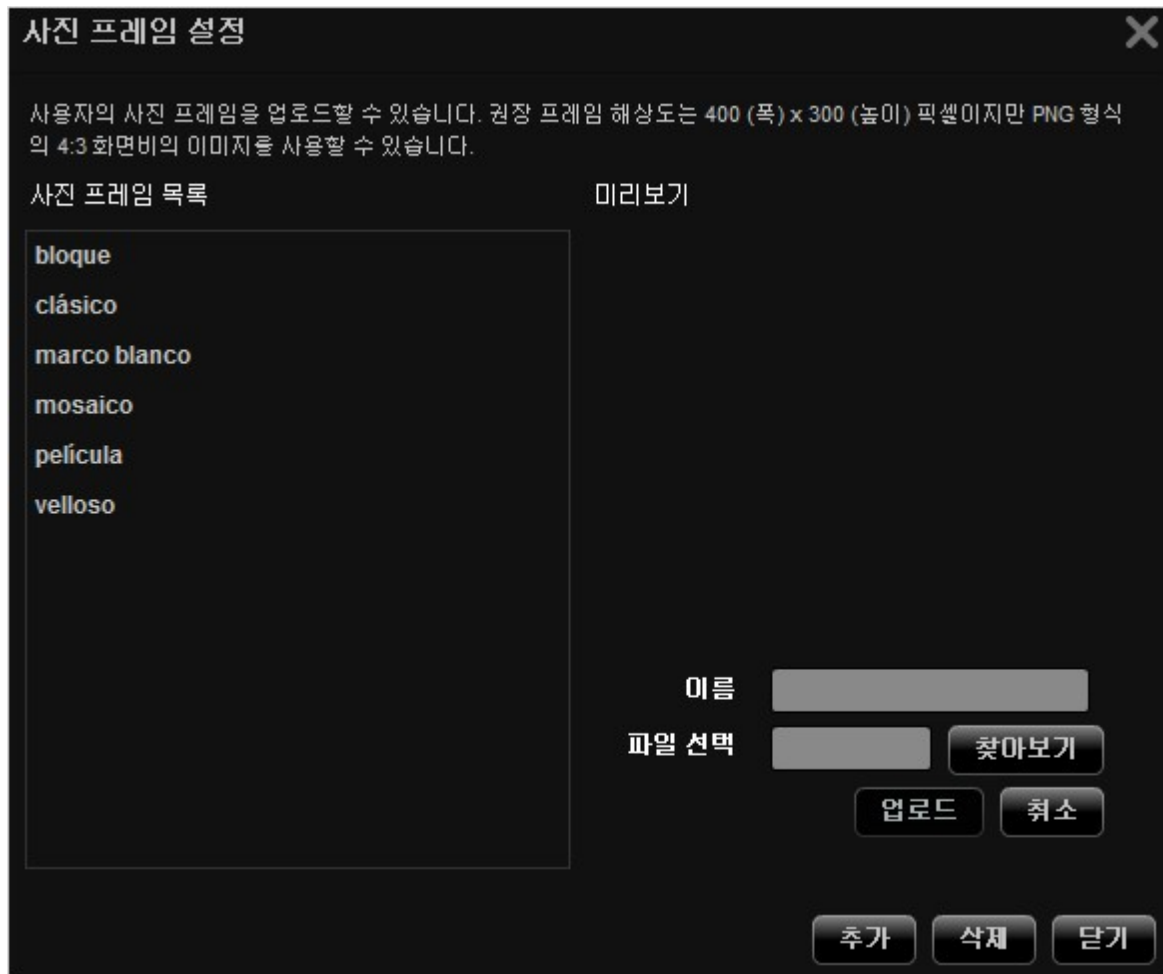 사진 프레임 설정
사용자의 사진 프레임을 업로드할 수 있습니다. 권장 프레임 해상도는 400 (폭) x 300 (높이) 픽셀이지만 PNG 형식
의 4:3 화면비의 이미지를 사용할 수 있습니다.
사진 프레임 목록
미리보기
bloque
clásico
marco blanco
mosaico
película
velloso
이름
파일 선택
찾아보기
업로드
취소
추가
삭제
닫기